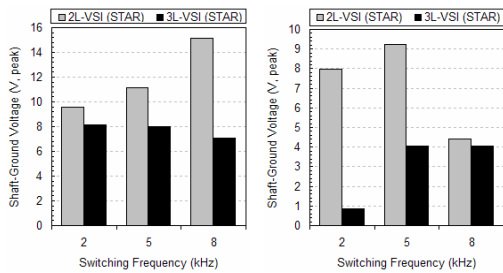 2L-VSI (STAR) 3L-VSI (STAR)
Shaft-Ground Voltage (V, peak)
16
14
12
10
8
6
4
2
0
2 5 8
Switching Frequency (kHz)
2L-VSI (STAR) 3L-VSI (STAR)
Shaft-Ground Voltage (V, peak)
10
9
8
7
6
5
4
3
2
1
0
2 5 8
Switching Frequency (kHz)